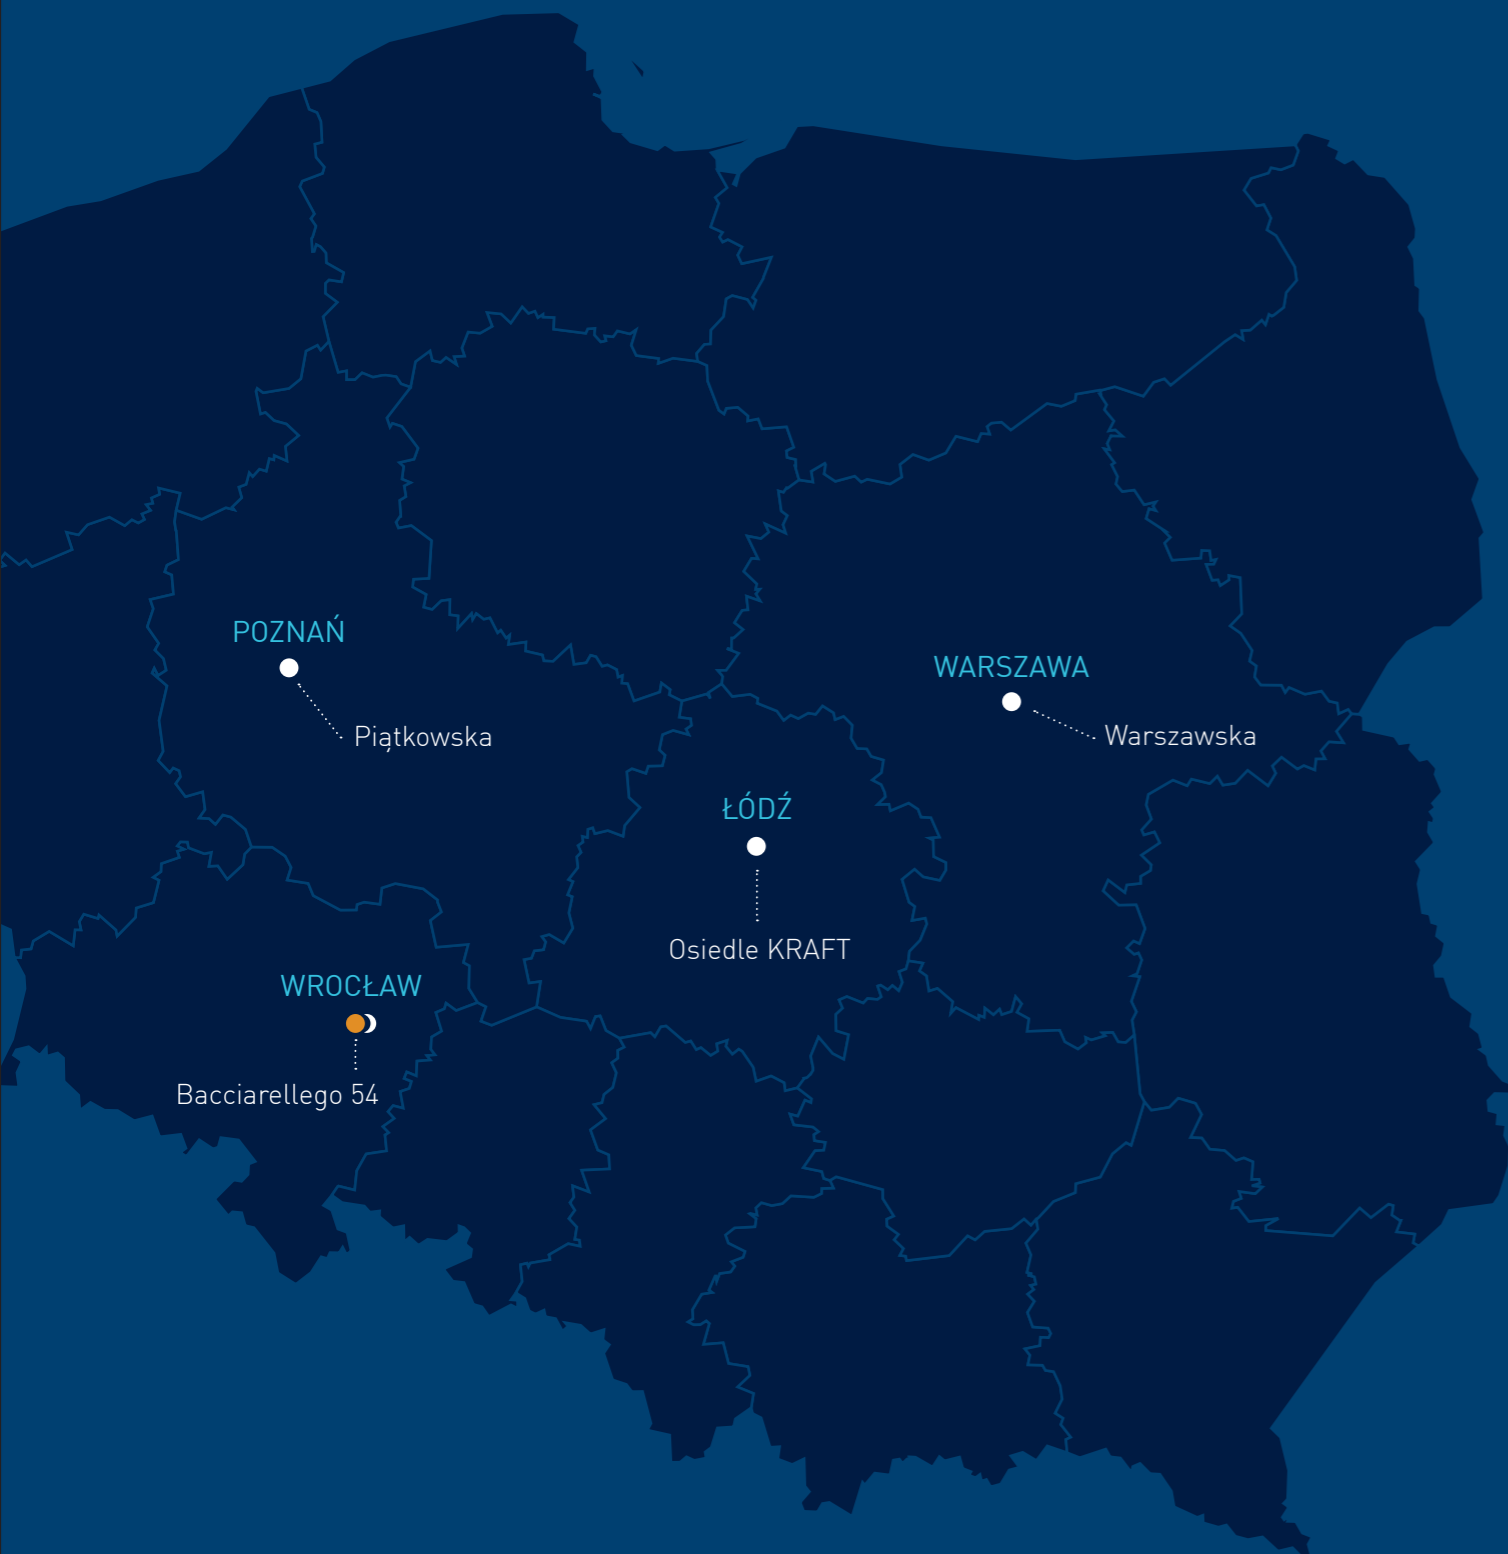 POZNAŃ
Piątkowska
WARSZAWA
Warszawska
ŁÓDŹ
Osiedle KRAFT
WROCŁAW
Bacciarellego 54